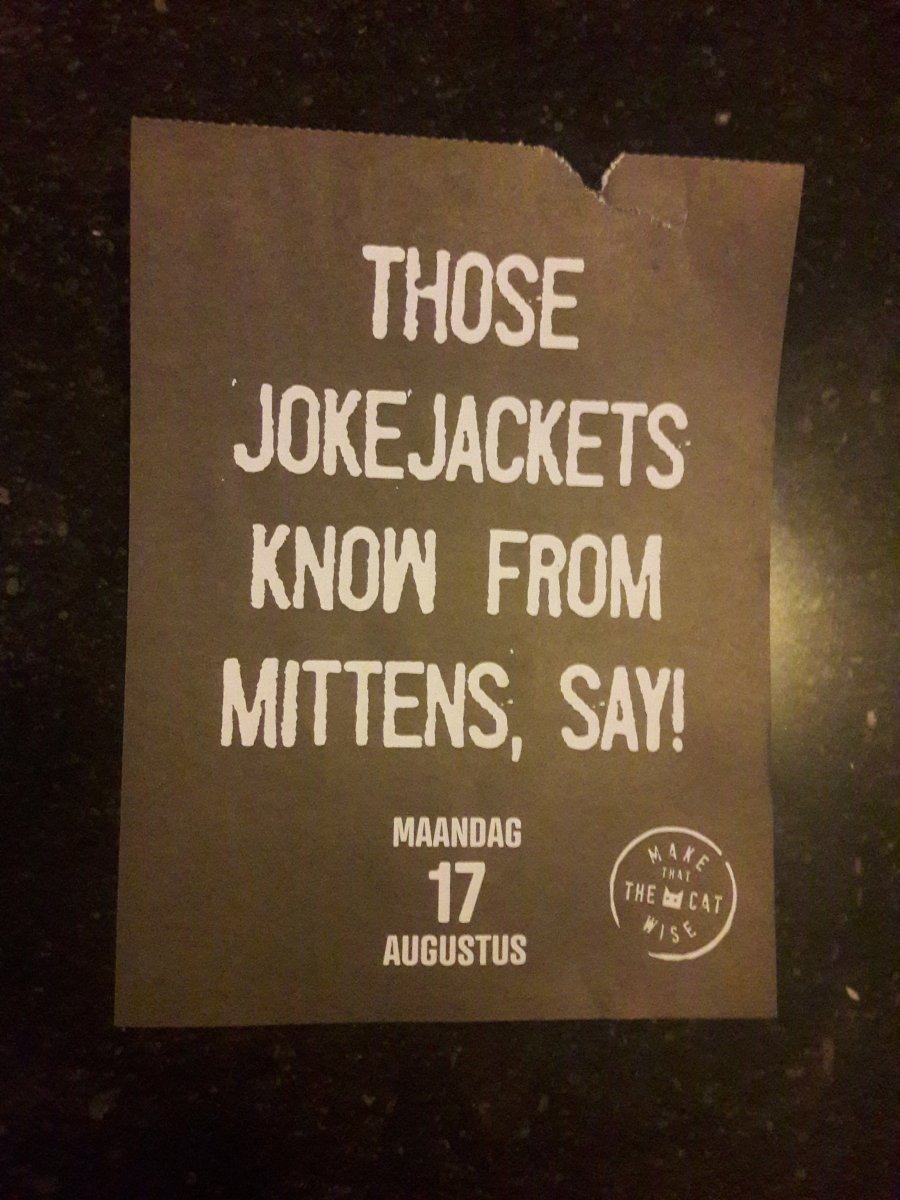 THOSE
JOKEJACKETS
KNOW FROM
MITTENS, SAY!
MAANDAG
17
AUGUSTUS
MAKE
THAT
THE CAT
WISE